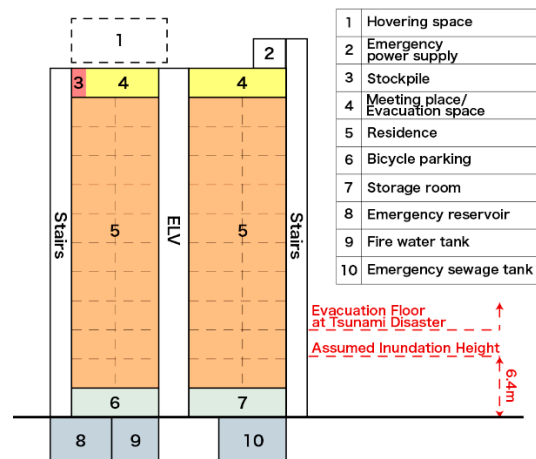 1
2
3
4
4
Stairs
5
ELV
5
Stairs
6
7
8
9
10
1 Hovering space
2 Emergency
power supply
3 Stockpile
4 Meeting place/
Evacuation space
5 Residence
6 Bicycle parking
7 Storage room
8 Emergency reservoir
9 Fire water tank
10 Emergency sewage tank
Evacuation Floor
at Tsunami Disaster
Assumed Inundation Height
6.4m